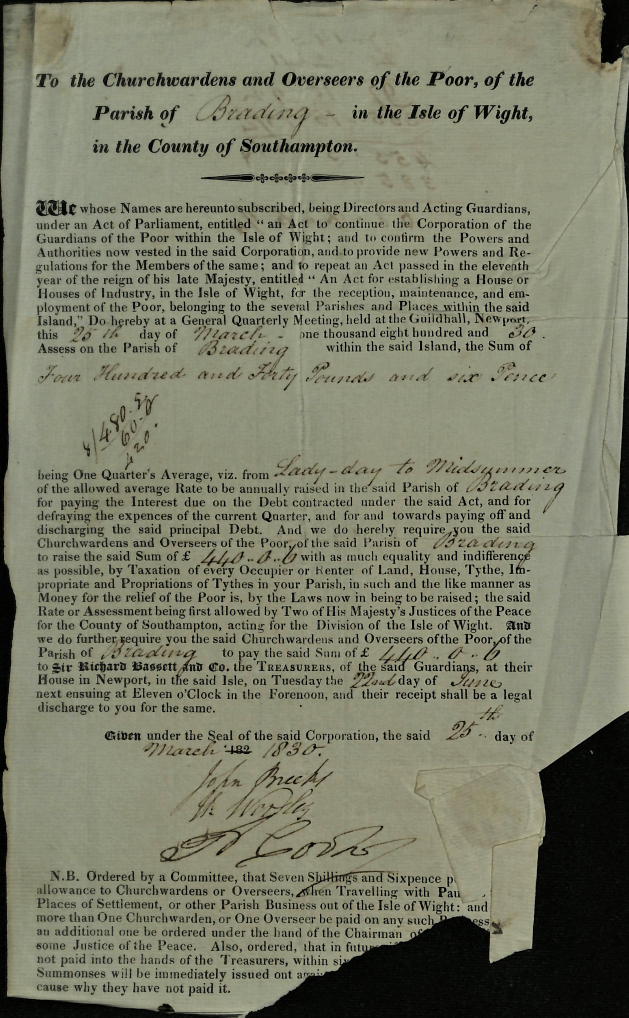 To the Churchwardens and Overseers of the Poor, of the
Parish of Brading - in the Isle of Wight,
in the County of Southampton.
We whose Names are hereunto subscribed, being Directors and Acting Guardians,
under an Act of Parliament, entitled "an Act to continue the Corporation of the
Guardians of the Poor within the Isle of Wight; and to confirm the Powers and
Authorities now vested in the said Corporation, and to provide new Powers and Re-
gulations for the Members of the same; and to repeat an Act passed in the eleventh
year of the reign of his late Majesty, entitled "An Act for establishing a House or
Houses of Industry, in the Isle of Wight, for the reception, maintenance, and em-
ployment of the Poor, belonging to the several Parishes and Places within the said
Island," Do hereby at a General Quarterly Meeting, held at the Guildhall, Newport,
this 25th day of March - one thousand eight hundred and 30.
Assess on the Parish of Brading within the said Island, the Sum of
Four Hundred and Forty Pounds and six Pence
8/480.
60.
420.
being One Quarter's Average, viz. from Lady-day to Midsummer
of the allowed average Rate to be annually raised in the said Parish of Brading
for paying the Interest due on the Debt contracted under the said Act, and for
defraying the expences of the current Quarter, and for and towards paying off and
discharging the said principal Debt. And we do hereby require you the said
Churchwardens and Overseers of the Poor, of the said Parish of Brading
to raise the said Sum of £ 440..0..6 with as much equality and indifference
as possible, by Taxation of every Occupier or Renter of Land, House, Tythe, Im-
propriate and Propriations of Tythes in your Parish, in such and the like manner as
Money for the relief of the Poor is, by the Laws now in being to be raised; the said
Rate or Assessment being first allowed by Two of His Majesty's Justices of the Peace
for the County of Southampton, acting for the Division of the Isle of Wight. And
we do further require you the said Churchwardens and Overseers of the Poor, of the
Parish of Brading to pay the said Sum of £ 440..0..6
to Sir Richard Bassett and Co. the TREASURERS, of the said Guardians, at their
House in Newport, in the said Isle, on Tuesday the 22nd day of June
next ensuing at Eleven o'Clock in the Forenoon, and their receipt shall be a legal
discharge to you for the same.
Given under the Seal of the said Corporation, the said 25th day of
March 182 1830.
John
N.B. Ordered by a Committee, that Seven Shillings and Sixpence
allowance to Churchwardens or Overseers, when Travelling with Pau
Places of Settlement, or other Parish Business out of the Isle of Wight: and
more than One Churchwarden, or One Overseer be paid on any such
an additional one be ordered under the hand of the Chairman of
some Justice of the Peace. Also, ordered, that in future
not paid into the hands of the Treasurers, within six
Summonses will be immediately issued out
cause why they have not paid it.